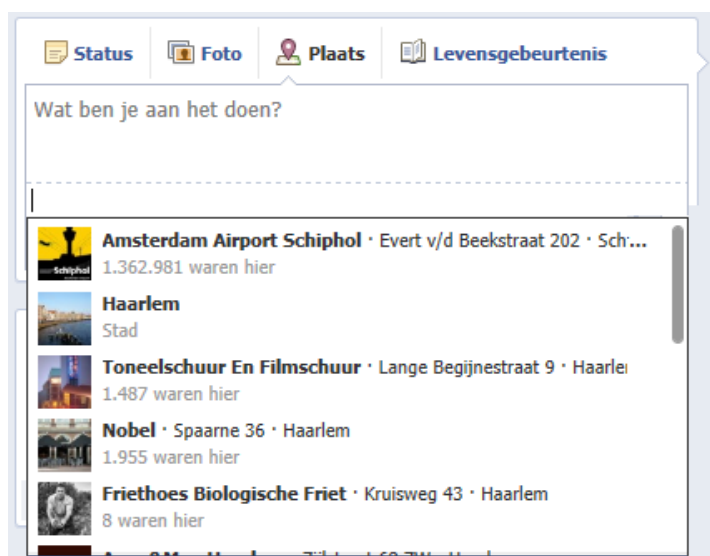 Status Foto Plaats Levensgebeurtenis
Wat ben je aan het doen?
Amsterdam Airport Schiphol · Evert v/d Beekstraat 202 · Sch...
Schiphol
1.362.981 waren hier
Haarlem
Stad
Toneelschuur En Filmschuur · Lange Begijnestraat 9 · Haarle
1.487 waren hier
Nobel · Spaarne 36 · Haarlem
1.955 waren hier
Friethoes Biologische Friet · Kruisweg 43 · Haarlem
8 waren hier